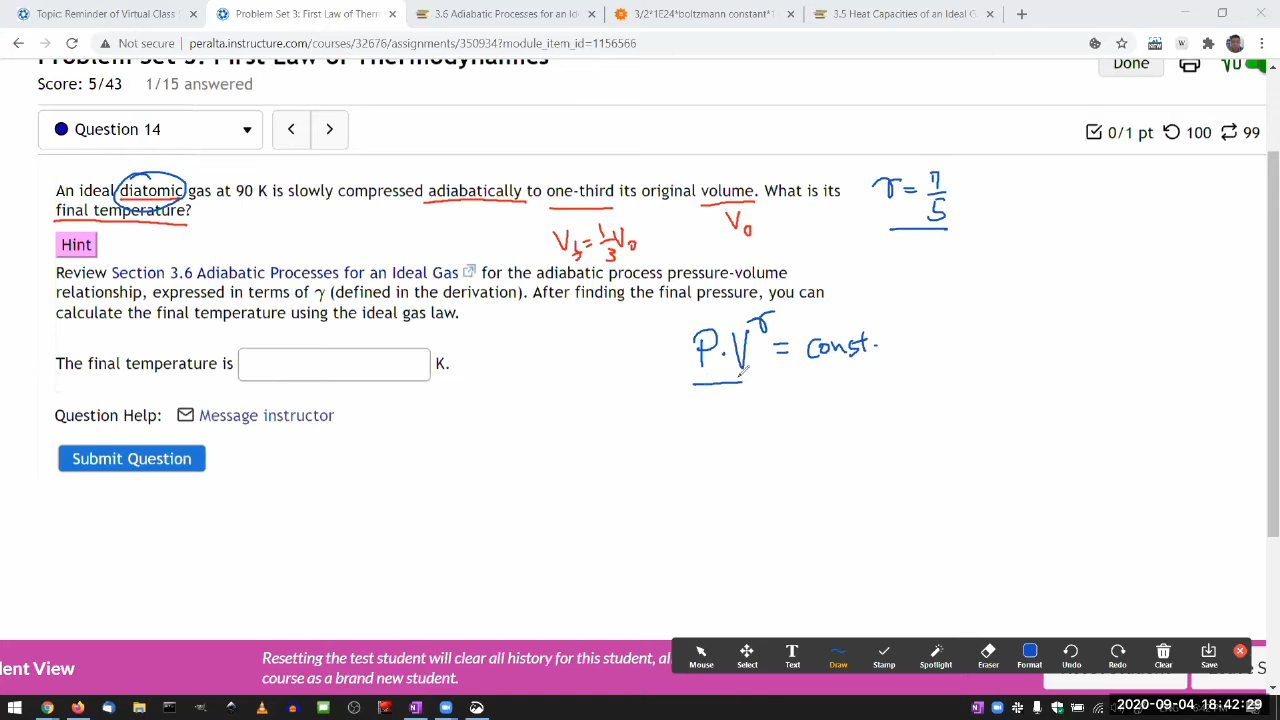 Topic: Reminder of Virtual Class
Problem Set 3: First Law of Therm
3.6 Adiabatic Processes for an Ide
3/2*1E24*boltzmann constant*1
3.5 Heat Capacities of an Ideal G
Not secure
peralta.instructure.com/courses/32676/assignments/350934?module_item_id=1156566
Problem Set 3: First Law of Thermodynamics
Done
Score: 5/43 1/15 answered
Question 14
0/1 pt 100 99
An ideal diatomic gas at 90 K is slowly compressed adiabatically to one-third its original volume. What is its
final temperature?
γ = 7/5
V₀
V_f = 1/3 V₀
Hint
Review Section 3.6 Adiabatic Processes for an Ideal Gas for the adiabatic process pressure-volume
relationship, expressed in terms of γ (defined in the derivation). After finding the final pressure, you can
calculate the final temperature using the ideal gas law.
P.V^γ = const.
The final temperature is K.
Question Help: Message instructor
Submit Question
dent View
Resetting the test student will clear all history for this student, al
course as a brand new student.
Mouse Select Text Draw Stamp Spotlight Eraser Format Undo Redo Clear Save
2020-09-04 18:42:29